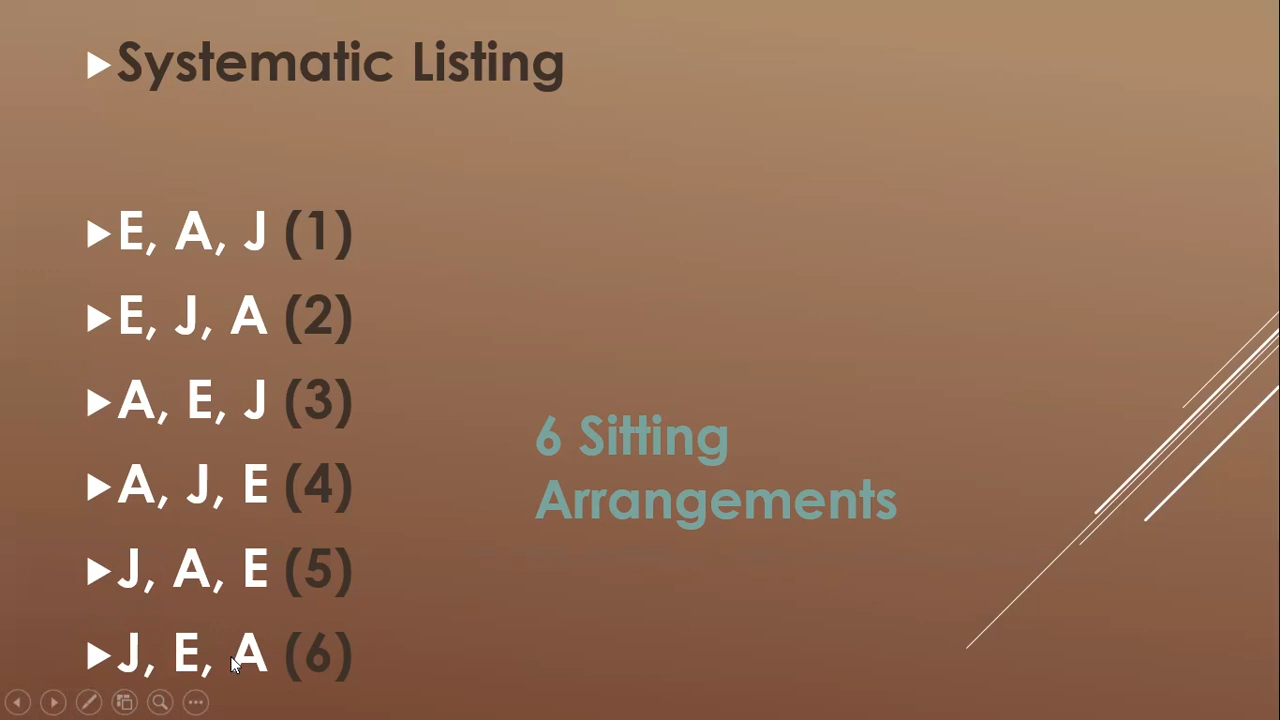 Systematic Listing
E, A, J (1)
E, J, A (2)
A, E, J (3)
A, J, E (4)
J, A, E (5)
J, E, A (6)
6 Sitting
Arrangements